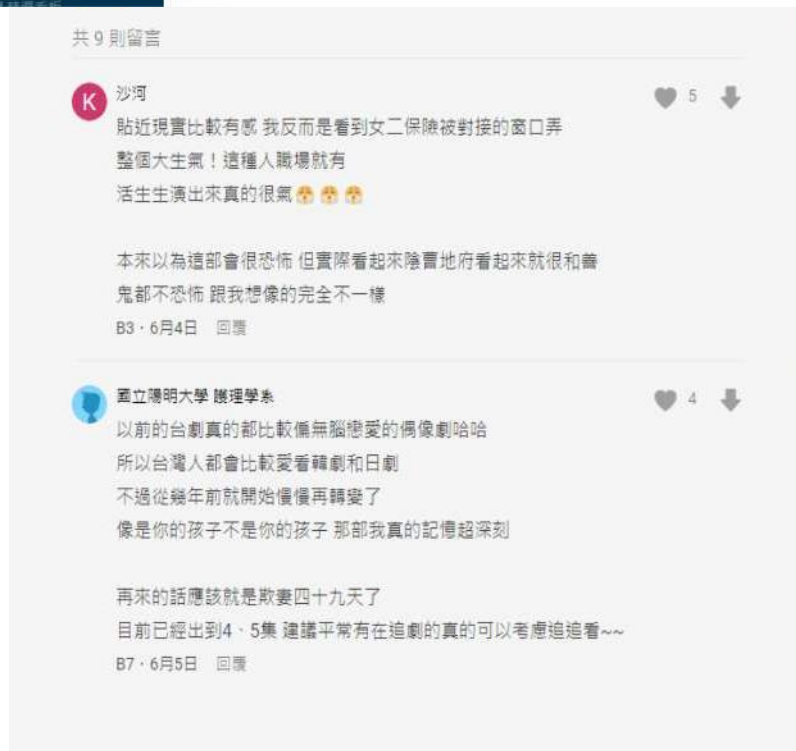 共 9 則留言
沙河
5
貼近現實比較有感 我反而是看到女二保險被對接的窗口弄
整個大生氣！這種人職場就有
活生生演出來真的很氣😤😤😤
本來以為這部會很恐怖 但實際看起來陰曹地府看起來就很和善
鬼都不恐怖 跟我想像的完全不一樣
B3・6月4日 回覆
國立陽明大學 護理學系
4
以前的台劇真的都比較偏無腦戀愛的偶像劇哈哈
所以台灣人都會比較愛看韓劇和日劇
不過從幾年前就開始慢慢再轉變了
像是你的孩子不是你的孩子 那部我真的記憶超深刻
再來的話應該就是欺妻四十九天了
目前已經出到4、5集 建議平常有在追劇的真的可以考慮追追看~~
B7・6月5日 回覆
K